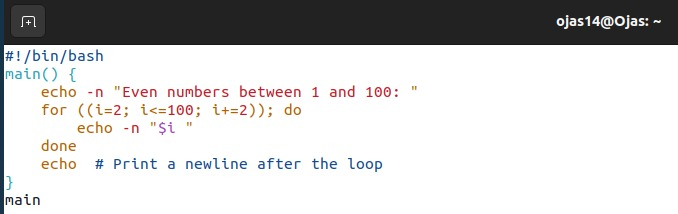 ojas14@Ojas: ~
#!/bin/bash
main() {
    echo -n "Even numbers between 1 and 100: "
    for ((i=2; i<=100; i+=2)); do
        echo -n "$i "
    done
    echo  # Print a newline after the loop
}
main